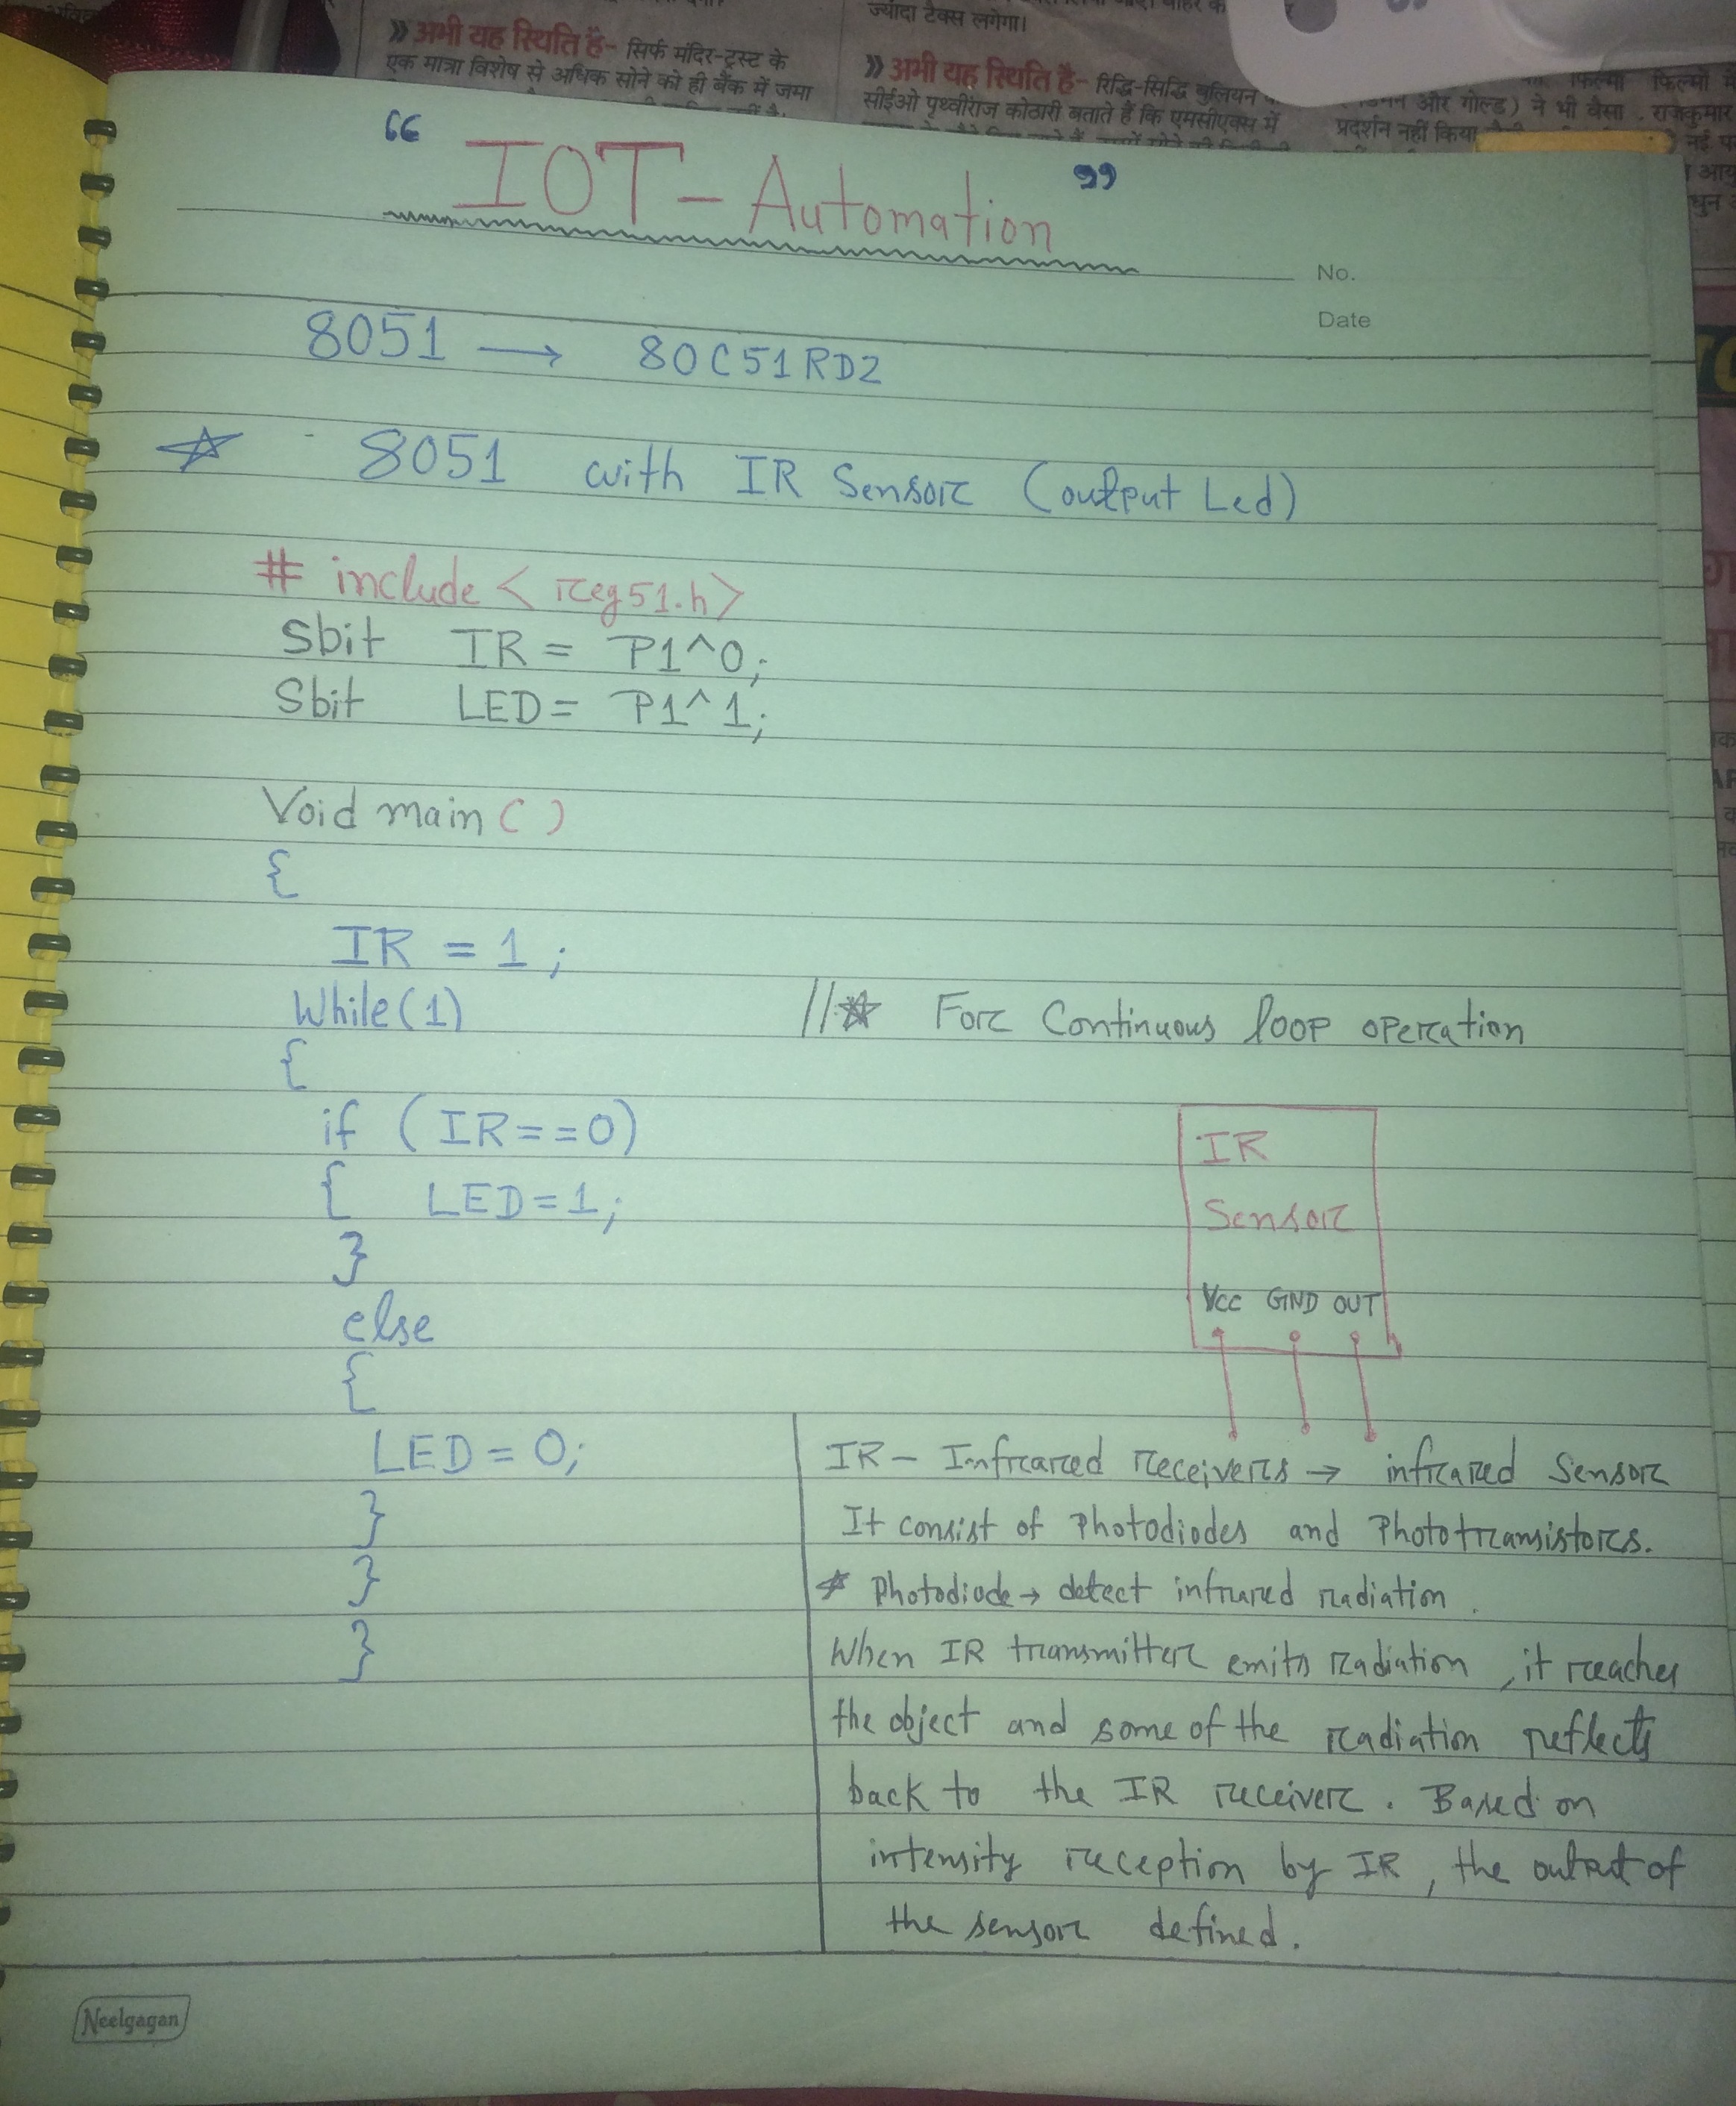 ज्यादा टैक्स लगेगा।
» अभी यह स्थिति है- सिर्फ मंदिर-ट्रस्ट के
एक मात्रा विशेष से अधिक सोने को ही बैंक में जमा
» अभी यह स्थिति है- रिद्धि-सिद्धि बुलियन
सीईओ पृथ्वीराज कोठारी बताते हैं कि एमसीएक्स में
और गोल्ड) ने भी वैसा
प्रदर्शन नहीं किया
राजकुमार
“ IOT - Automation ”
No.
Date
8051 → 80C51RD2
☆ 8051 with IR Sensor (output Led)
# include < reg51.h>
Sbit IR = P1^0;
Sbit LED = P1^1;
Void main ( )
{
IR = 1 ;
While (1) //☆ For Continuous loop operation
{
if (IR==0)
{ LED=1;
}
else
{
LED = 0;
}
}
}
IR
Sensor
Vcc GND OUT
IR – Infrared receivers → infrared Sensor
It consist of Photodiodes and Phototransistors.
☆ Photodiode → detect infrared radiation.
When IR transmitter emits radiation, it reaches
the object and some of the radiation reflects
back to the IR receiver. Based on
intensity reception by IR, the output of
the sensor defined.
Neelgagan